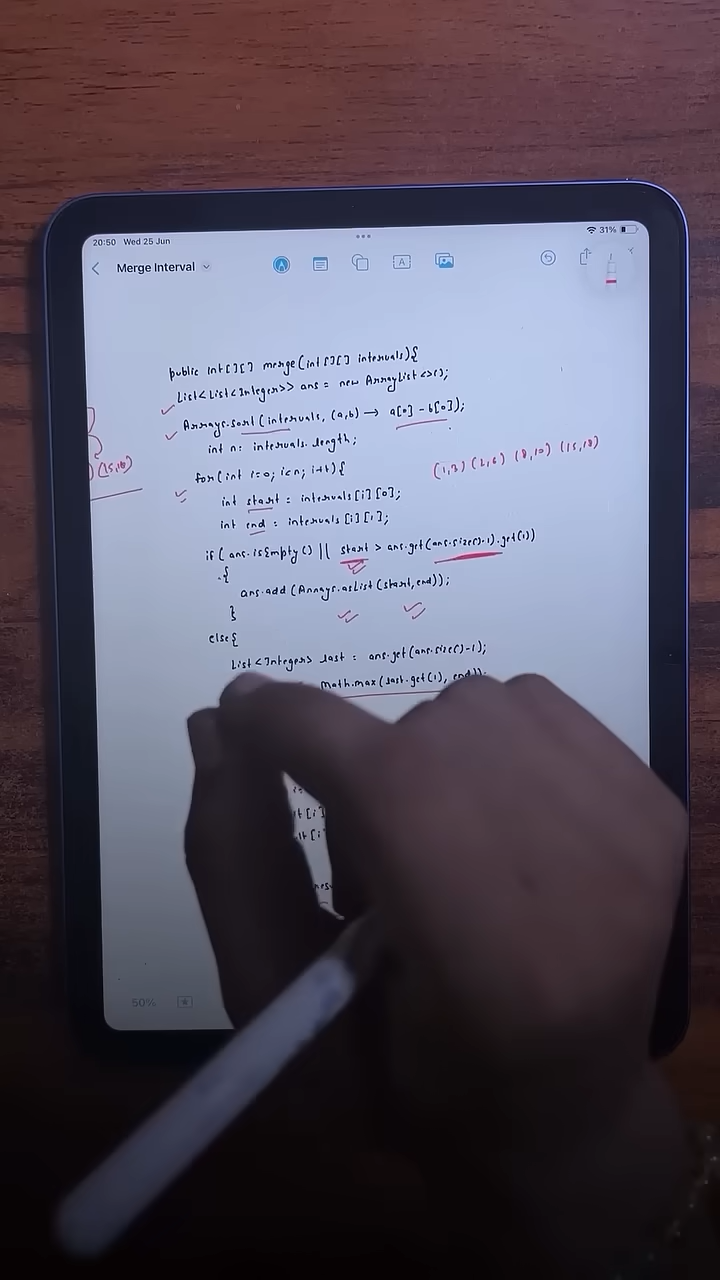 20:50 Wed 25 Jun
31%
Merge Interval
A
public int[][] merge(int[][] intervals){
List<List<Integer>> ans = new ArrayList<>();
Arrays.sort(intervals, (a,b) → a[0] - b[0]);
int n = intervals.length;
(15,18)
for(int i=0; i<n; i++){
(1,3) (2,6) (8,10) (15,18)
int start = intervals[i][0];
int end = intervals[i][1];
if(ans.isEmpty() || start > ans.get(ans.size()-1).get(1))
{
ans.add(Arrays.asList(start,end));
}
else{
List<Integer> last = ans.get(ans.size()-1);
Math.max(last.get(1), end));
50%